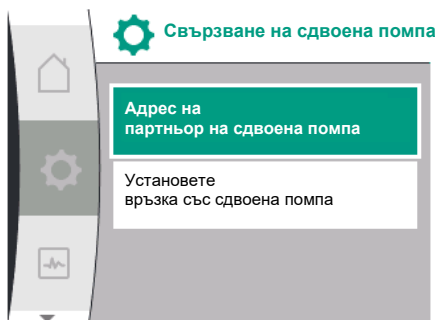 Свързване на сдвоена помпа
Адрес на
партньор на сдвоена помпа
Установете
връзка със сдвоена помпа